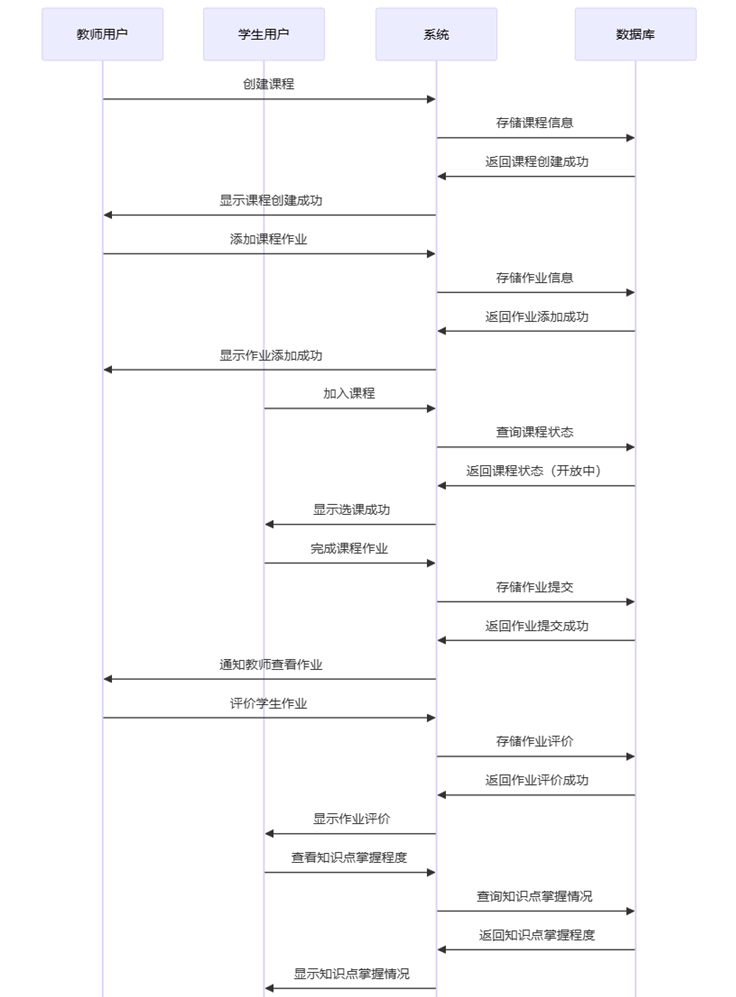 教师用户
学生用户
系统
数据库
创建课程
存储课程信息
返回课程创建成功
显示课程创建成功
添加课程作业
存储作业信息
返回作业添加成功
显示作业添加成功
加入课程
查询课程状态
返回课程状态（开放中）
显示选课成功
完成课程作业
存储作业提交
返回作业提交成功
通知教师查看作业
评价学生作业
存储作业评价
返回作业评价成功
显示作业评价
查看知识点掌握程度
查询知识点掌握情况
返回知识点掌握程度
显示知识点掌握情况